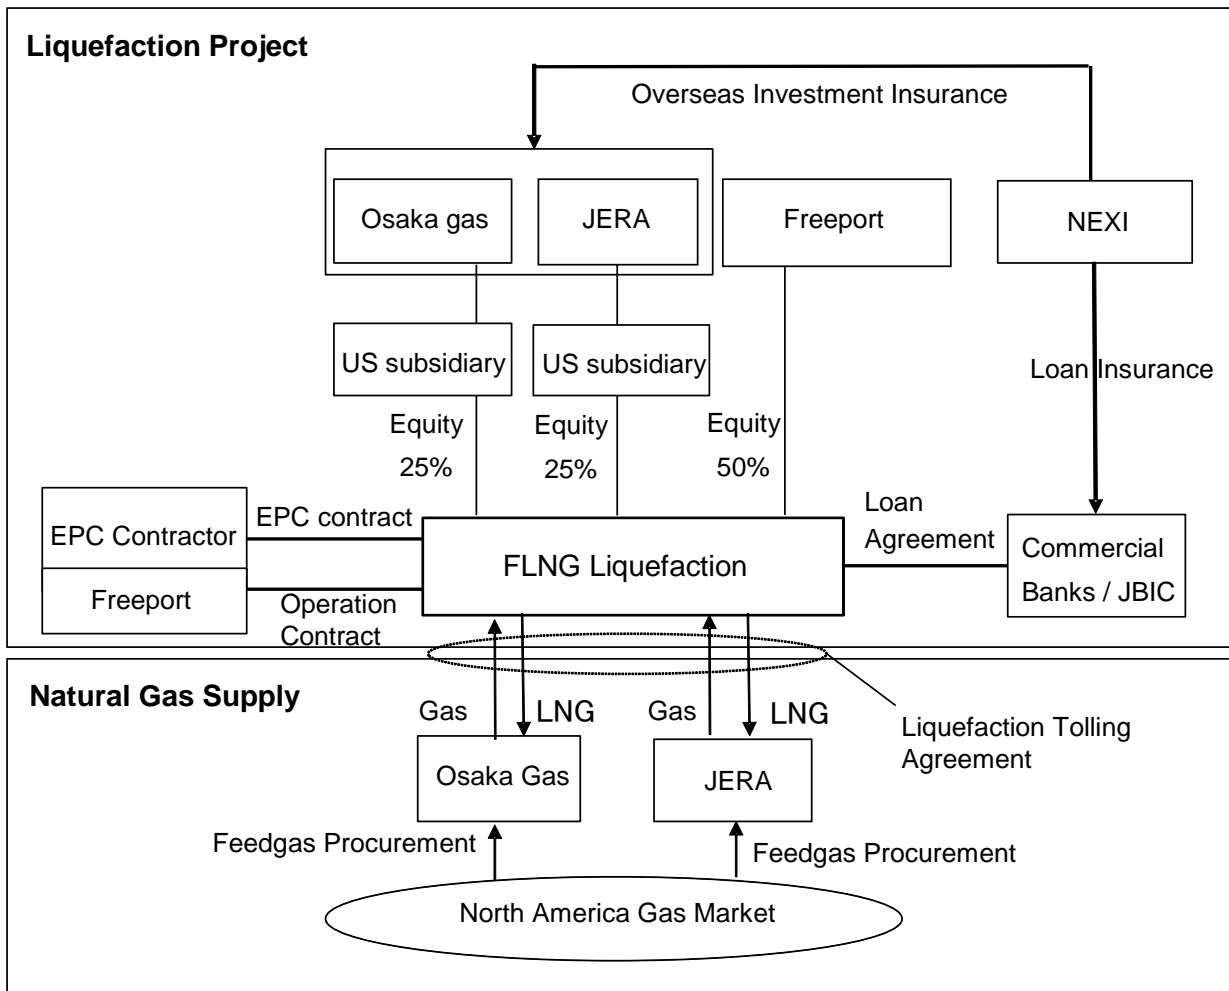 Liquefaction Project
Overseas Investment Insurance
Osaka gas
JERA
Freeport
NEXI
US subsidiary
US subsidiary
Loan Insurance
Equity
25%
Equity
25%
Equity
50%
EPC Contractor
EPC contract
Freeport
Operation
Contract
FLNG Liquefaction
Loan
Agreement
Commercial
Banks / JBIC
Natural Gas Supply
Gas
LNG
Gas
LNG
Liquefaction Tolling
Agreement
Osaka Gas
JERA
Feedgas Procurement
Feedgas Procurement
North America Gas Market